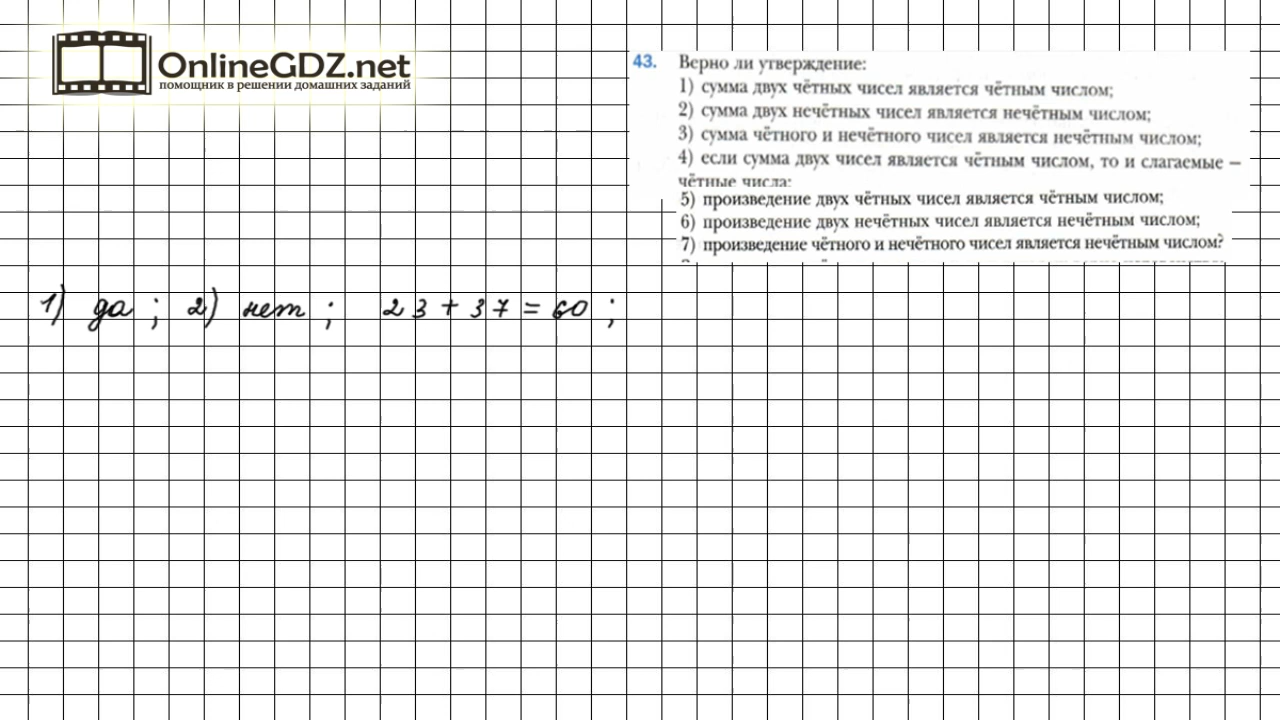 OnlineGDZ.net
помощник в решении домашних заданий
43. Верно ли утверждение:
1) сумма двух чётных чисел является чётным числом;
2) сумма двух нечётных чисел является нечётным числом;
3) сумма чётного и нечётного чисел является нечётным числом;
4) если сумма двух чисел является чётным числом, то и слагаемые –
чётные числа;
5) произведение двух чётных чисел является чётным числом;
6) произведение двух нечётных чисел является нечётным числом;
7) произведение чётного и нечётного чисел является нечётным числом?
1) да ; 2) нет ; 23 + 37 = 60 ;